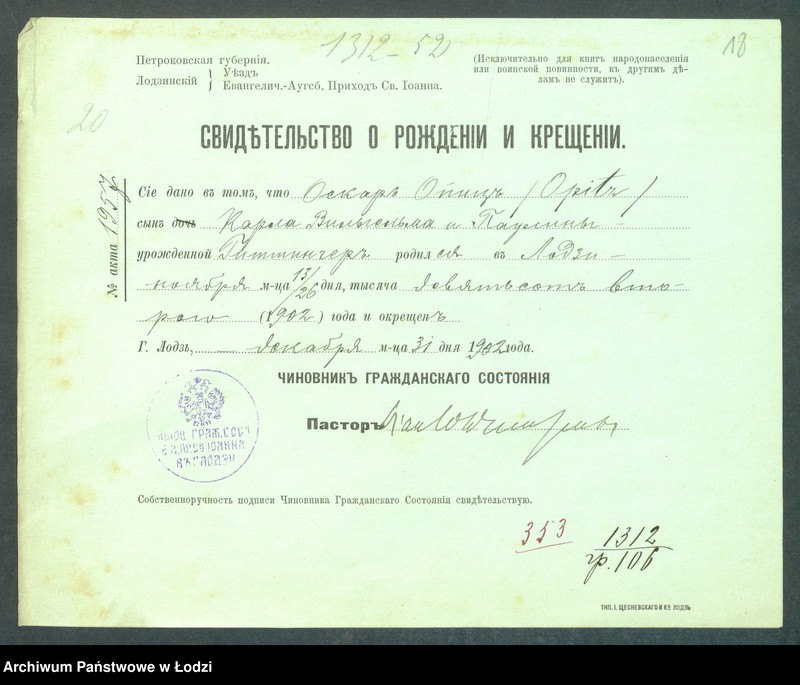 1312-52
18
Петроковская губернія.
Лодзинскій } Уѣздъ
Евангелич.-Аугсб. Приходъ Св. Іоанна.
(Исключительно для книгъ народонаселенія
или воинской повинности, къ другимъ дѣ-
ламъ не служитъ).
20
СВИДѢТЕЛЬСТВО О РОЖДЕНІИ И КРЕЩЕНІИ.
№ акта 1957
Сіе дано въ томъ, что Оскаръ Опицъ /Opitz/
сынъ дочь Карла Вильгельма и Паулины
урожденной родился въ Лодзи
ноября м-ца 13/26 дня, тысяча девятьсотъ вто-
рого (1902) года и окрещенъ
Г. Лодзь, декабря м-ца 31 дня 1902 года.
ЧИНОВНИКЪ ГРАЖДАНСКАГО СОСТОЯНІЯ
Пасторъ
Собственноручность подписи Чиновника Гражданскаго Состоянія свидѣтельствую.
353
1312
гр. 106
ТИП. І. ЩЕСНЕВСКАГО И Кº ЛОДЗЬ
Archiwum Państwowe w Łodzi